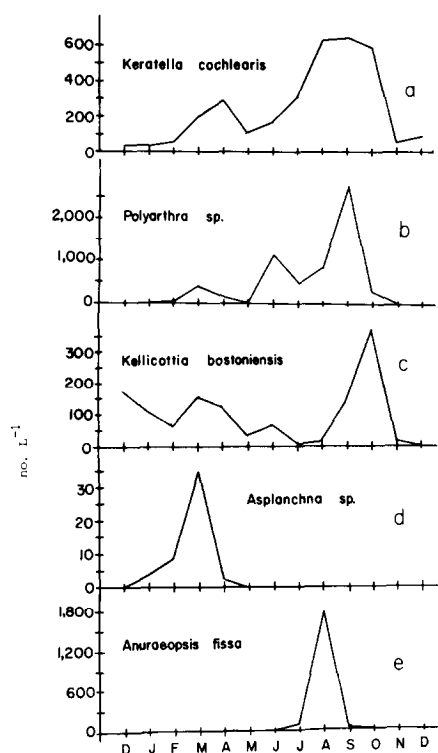 600
400
200
0
Keratella cochlearis
a
2,000
1,000
0
Polyarthra sp.
b
300
200
100
0
Kellicottia bostoniensis
c
no. L⁻¹
30
20
10
0
Asplanchna sp.
d
1,800
1,200
600
0
Anuraeopsis fissa
e
D J F M A M J J A S O N D